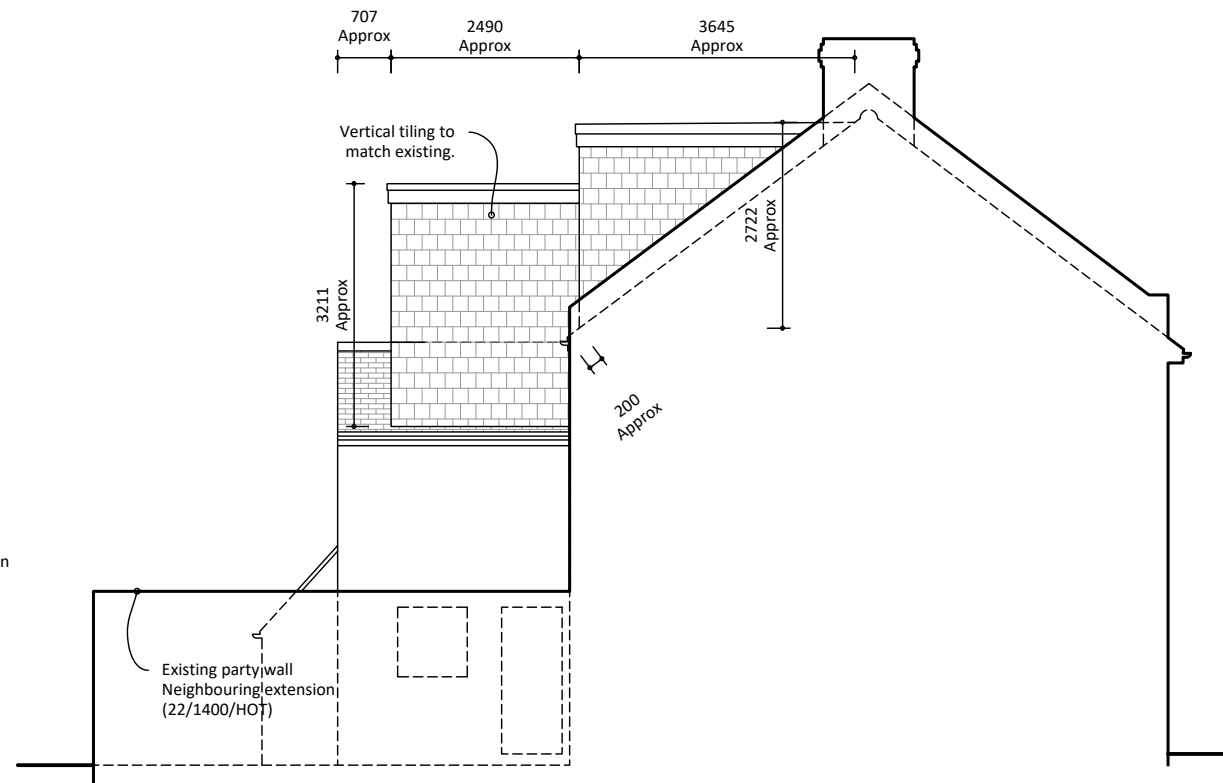 707
Approx
2490
Approx
3645
Approx
Vertical tiling to
match existing.
2722
Approx
3211
Approx
200
Approx
n
Existing party wall
Neighbouring extension
(22/1400/HOT)